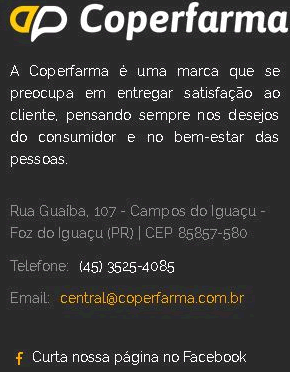 Coperfarma
A Coperfarma é uma marca que se
preocupa em entregar satisfação ao
cliente, pensando sempre nos desejos
do consumidor e no bem-estar das
pessoas.
Rua Guaíba, 107 - Campos do Iguaçu -
Foz do Iguaçu (PR) | CEP 85857-580
Telefone: (45) 3525-4085
Email: central@coperfarma.com.br
Curta nossa página no Facebook